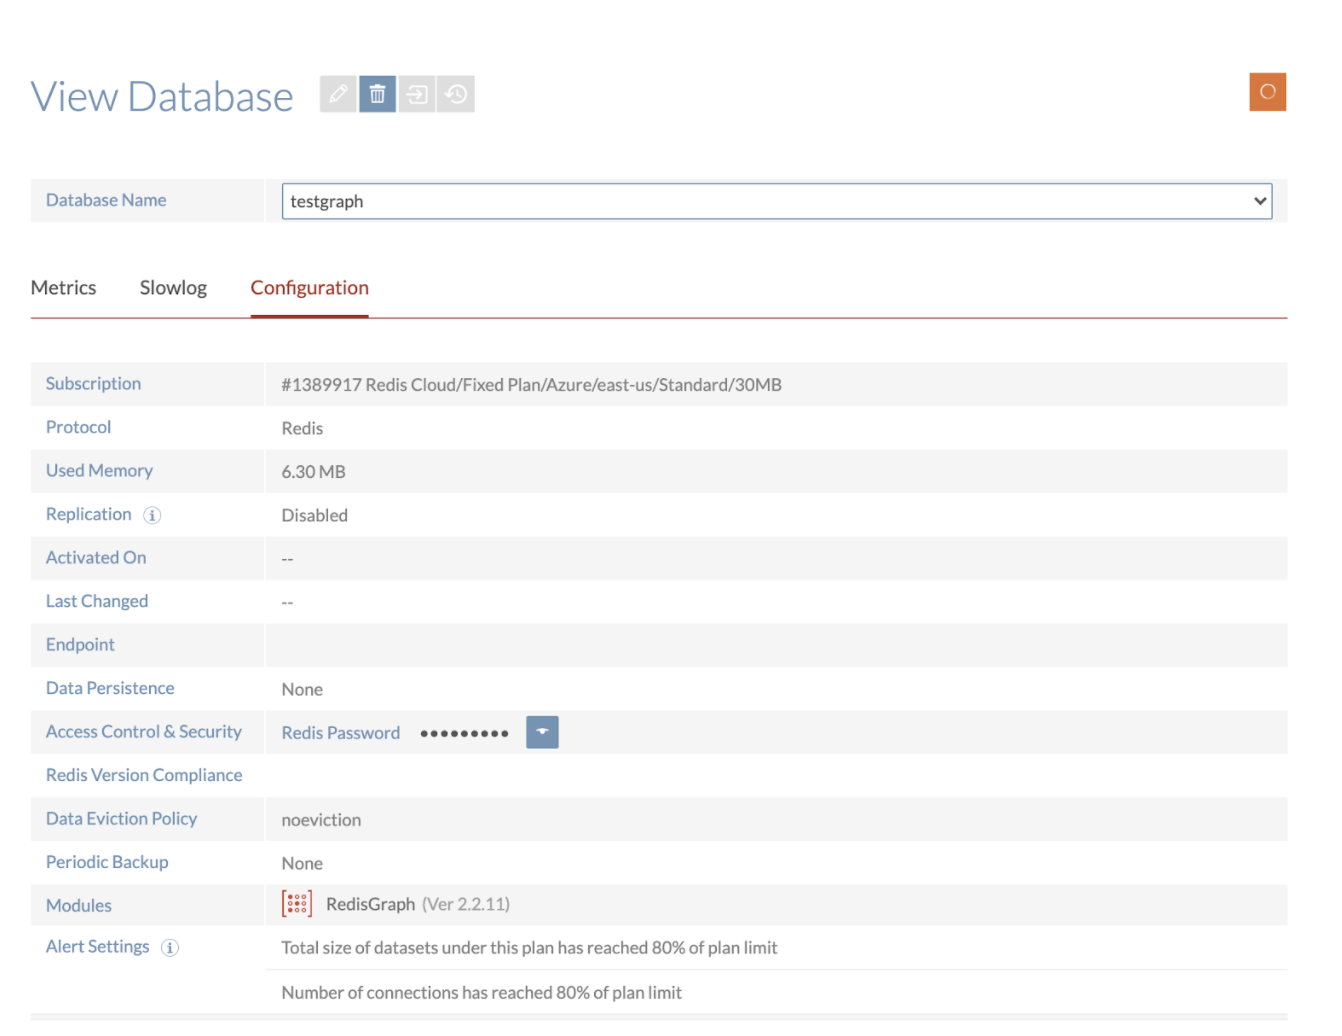 View Database
Database Name testgraph
Metrics Slowlog Configuration
Subscription #1389917 Redis Cloud/Fixed Plan/Azure/east-us/Standard/30MB
Protocol Redis
Used Memory 6.30 MB
Replication i Disabled
Activated On --
Last Changed --
Endpoint
Data Persistence None
Access Control & Security Redis Password •••••••••
Redis Version Compliance
Data Eviction Policy noeviction
Periodic Backup None
Modules RedisGraph (Ver 2.2.11)
Alert Settings i Total size of datasets under this plan has reached 80% of plan limit
Number of connections has reached 80% of plan limit